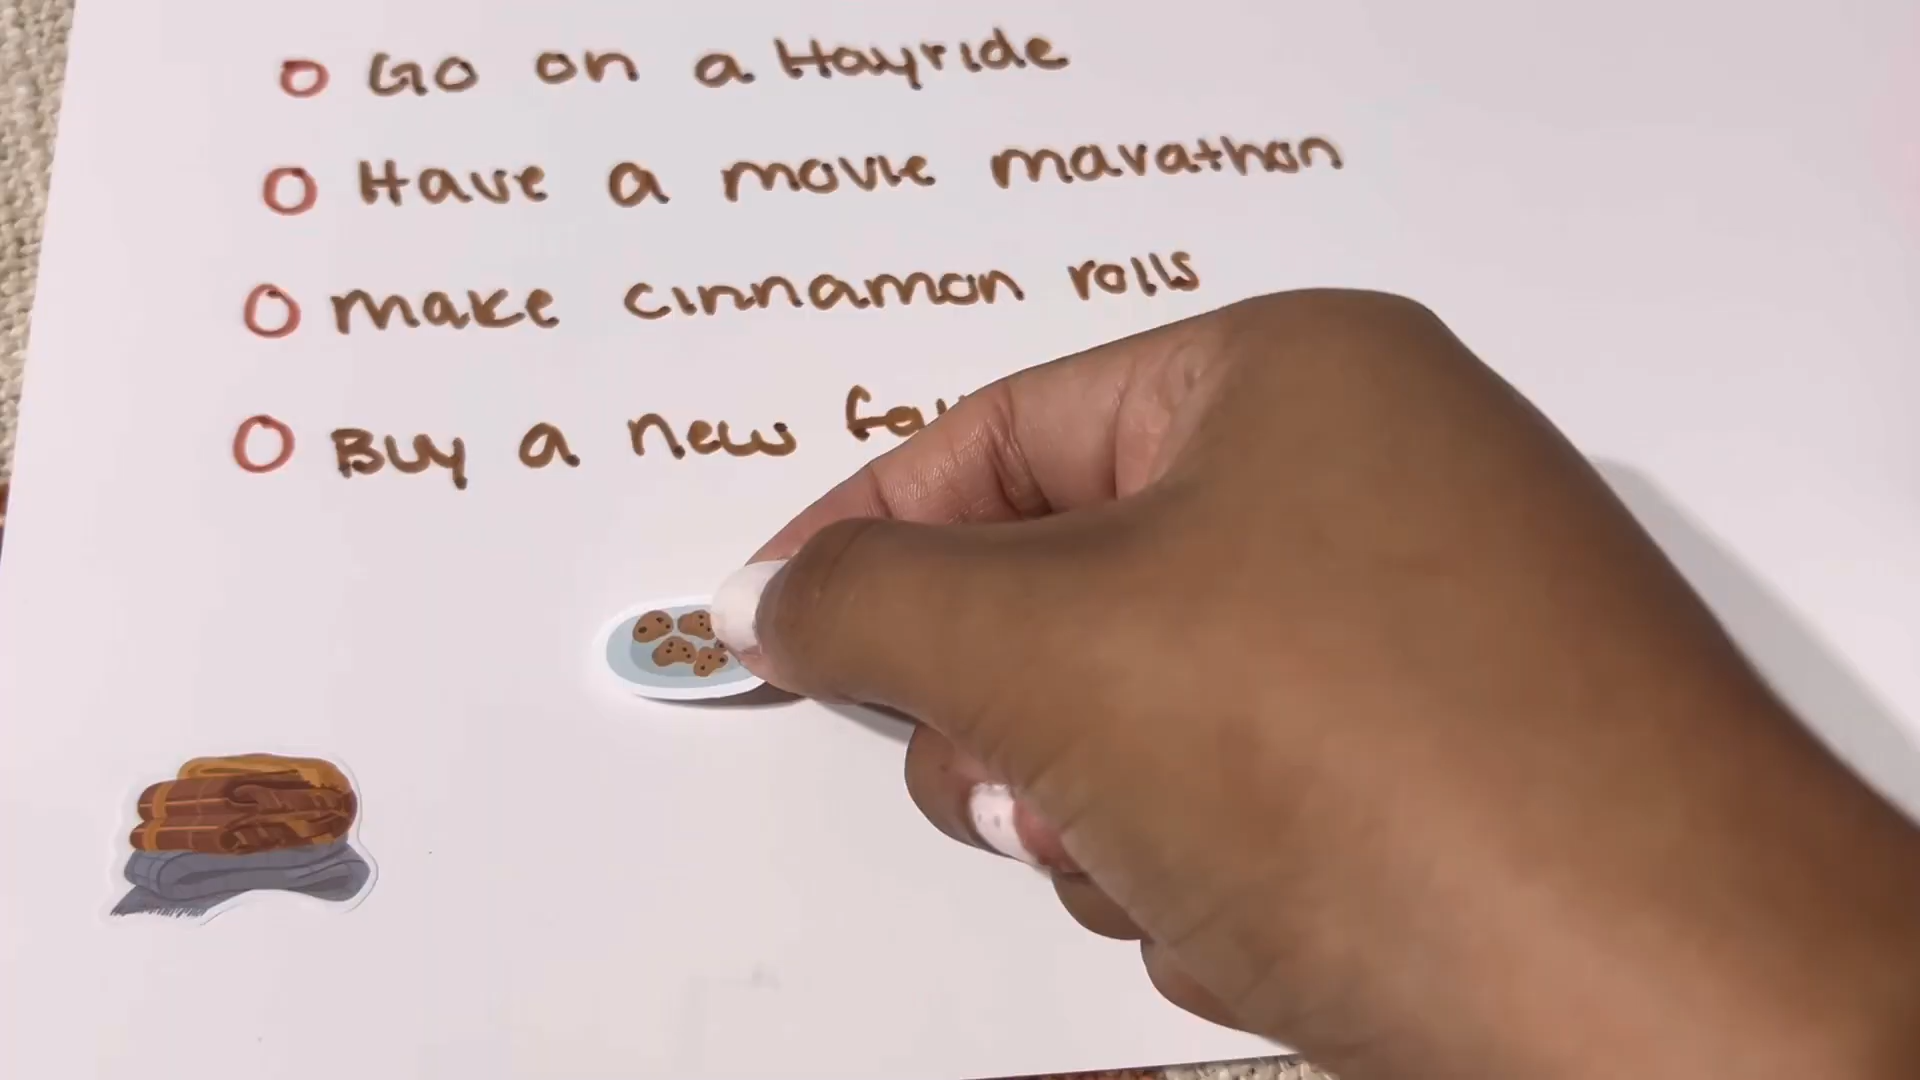 Go on a Hayride
Have a movie marathon
make cinnamon rolls
Buy a new